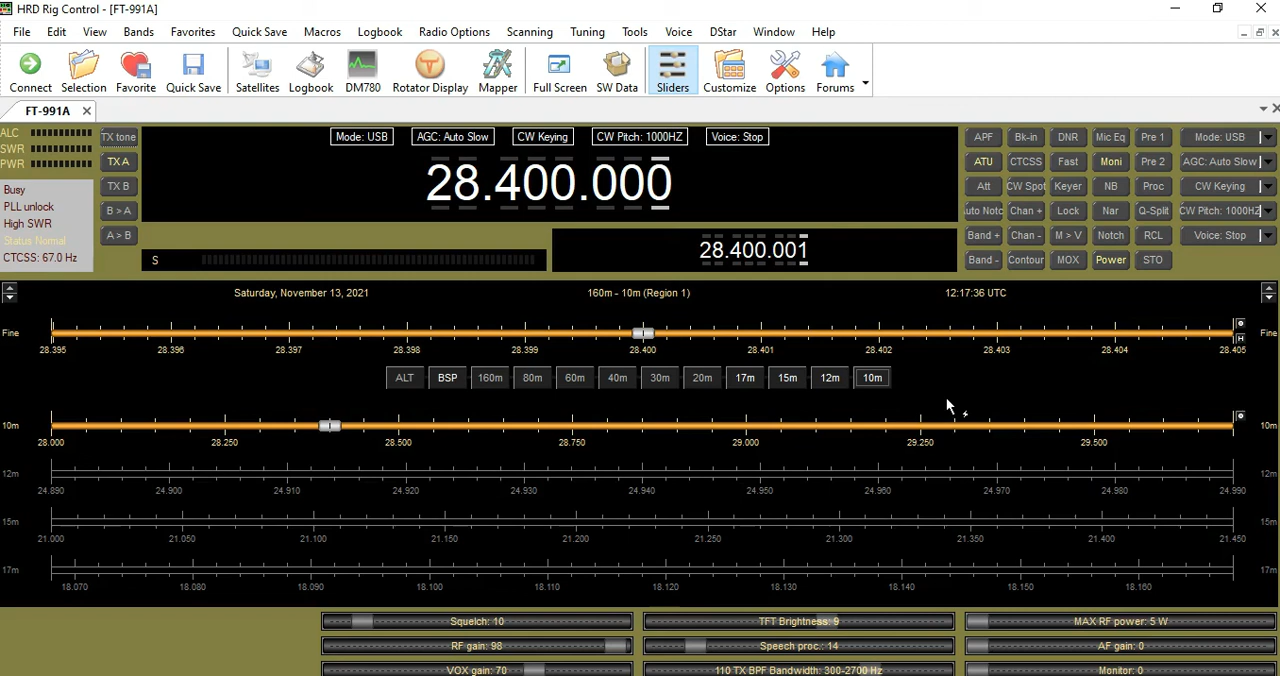 HRD Rig Control - [FT-991A]
File Edit View Bands Favorites Quick Save Macros Logbook Radio Options Scanning Tuning Tools Voice DStar Window Help
Connect Selection Favorite Quick Save Satellites Logbook DM780 Rotator Display Mapper Full Screen SW Data Sliders Customize Options Forums
FT-991A
ALC TX tone Mode: USB AGC: Auto Slow CW Keying CW Pitch: 1000HZ Voice: Stop APF Bk-in DNR Mic Eq Pre 1 Mode: USB
SWR
PWR TX A 28.400.000 ATU CTCSS Fast Moni Pre 2 AGC: Auto Slow
Busy TX B Att CW Spot Keyer NB Proc CW Keying
PLL unlock B > A uto Notc Chan + Lock Nar Q-Split CW Pitch: 1000HZ
High SWR
Status Normal A > B 28.400.001 Band + Chan - M > V Notch RCL Voice: Stop
CTCSS: 67.0 Hz S Band - Contour MOX Power STO
Saturday, November 13, 2021 160m - 10m (Region 1) 12:17:36 UTC
Fine Fine
H
28.395 28.396 28.397 28.398 28.399 28.400 28.401 28.402 28.403 28.404 28.405
ALT BSP 160m 80m 60m 40m 30m 20m 17m 15m 12m 10m
10m 10m
28.000 28.250 28.500 28.750 29.000 29.250 29.500
12m 12m
24.890 24.900 24.910 24.920 24.930 24.940 24.950 24.960 24.970 24.980 24.990
15m 15m
21.000 21.050 21.100 21.150 21.200 21.250 21.300 21.350 21.400 21.450
17m 17m
18.070 18.080 18.090 18.100 18.110 18.120 18.130 18.140 18.150 18.160
Squelch: 10 TFT Brightness: 9 MAX RF power: 5 W
RF gain: 98 Speech proc.: 14 AF gain: 0
VOX gain: 70 110 TX BPF Bandwidth: 300-2700 Hz Monitor: 0